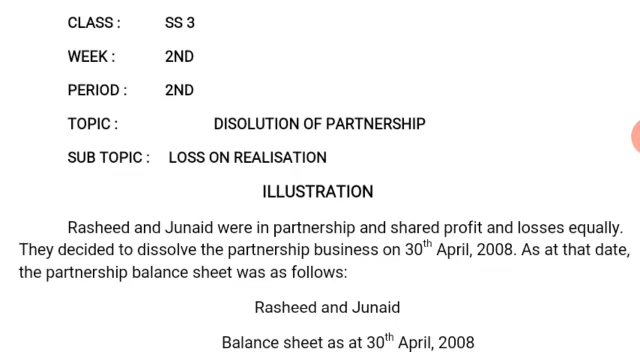 CLASS : SS 3
WEEK : 2ND
PERIOD : 2ND
TOPIC : DISOLUTION OF PARTNERSHIP
SUB TOPIC : LOSS ON REALISATION
ILLUSTRATION
Rasheed and Junaid were in partnership and shared profit and losses equally.
They decided to dissolve the partnership business on 30th April, 2008. As at that date,
the partnership balance sheet was as follows:
Rasheed and Junaid
Balance sheet as at 30th April, 2008